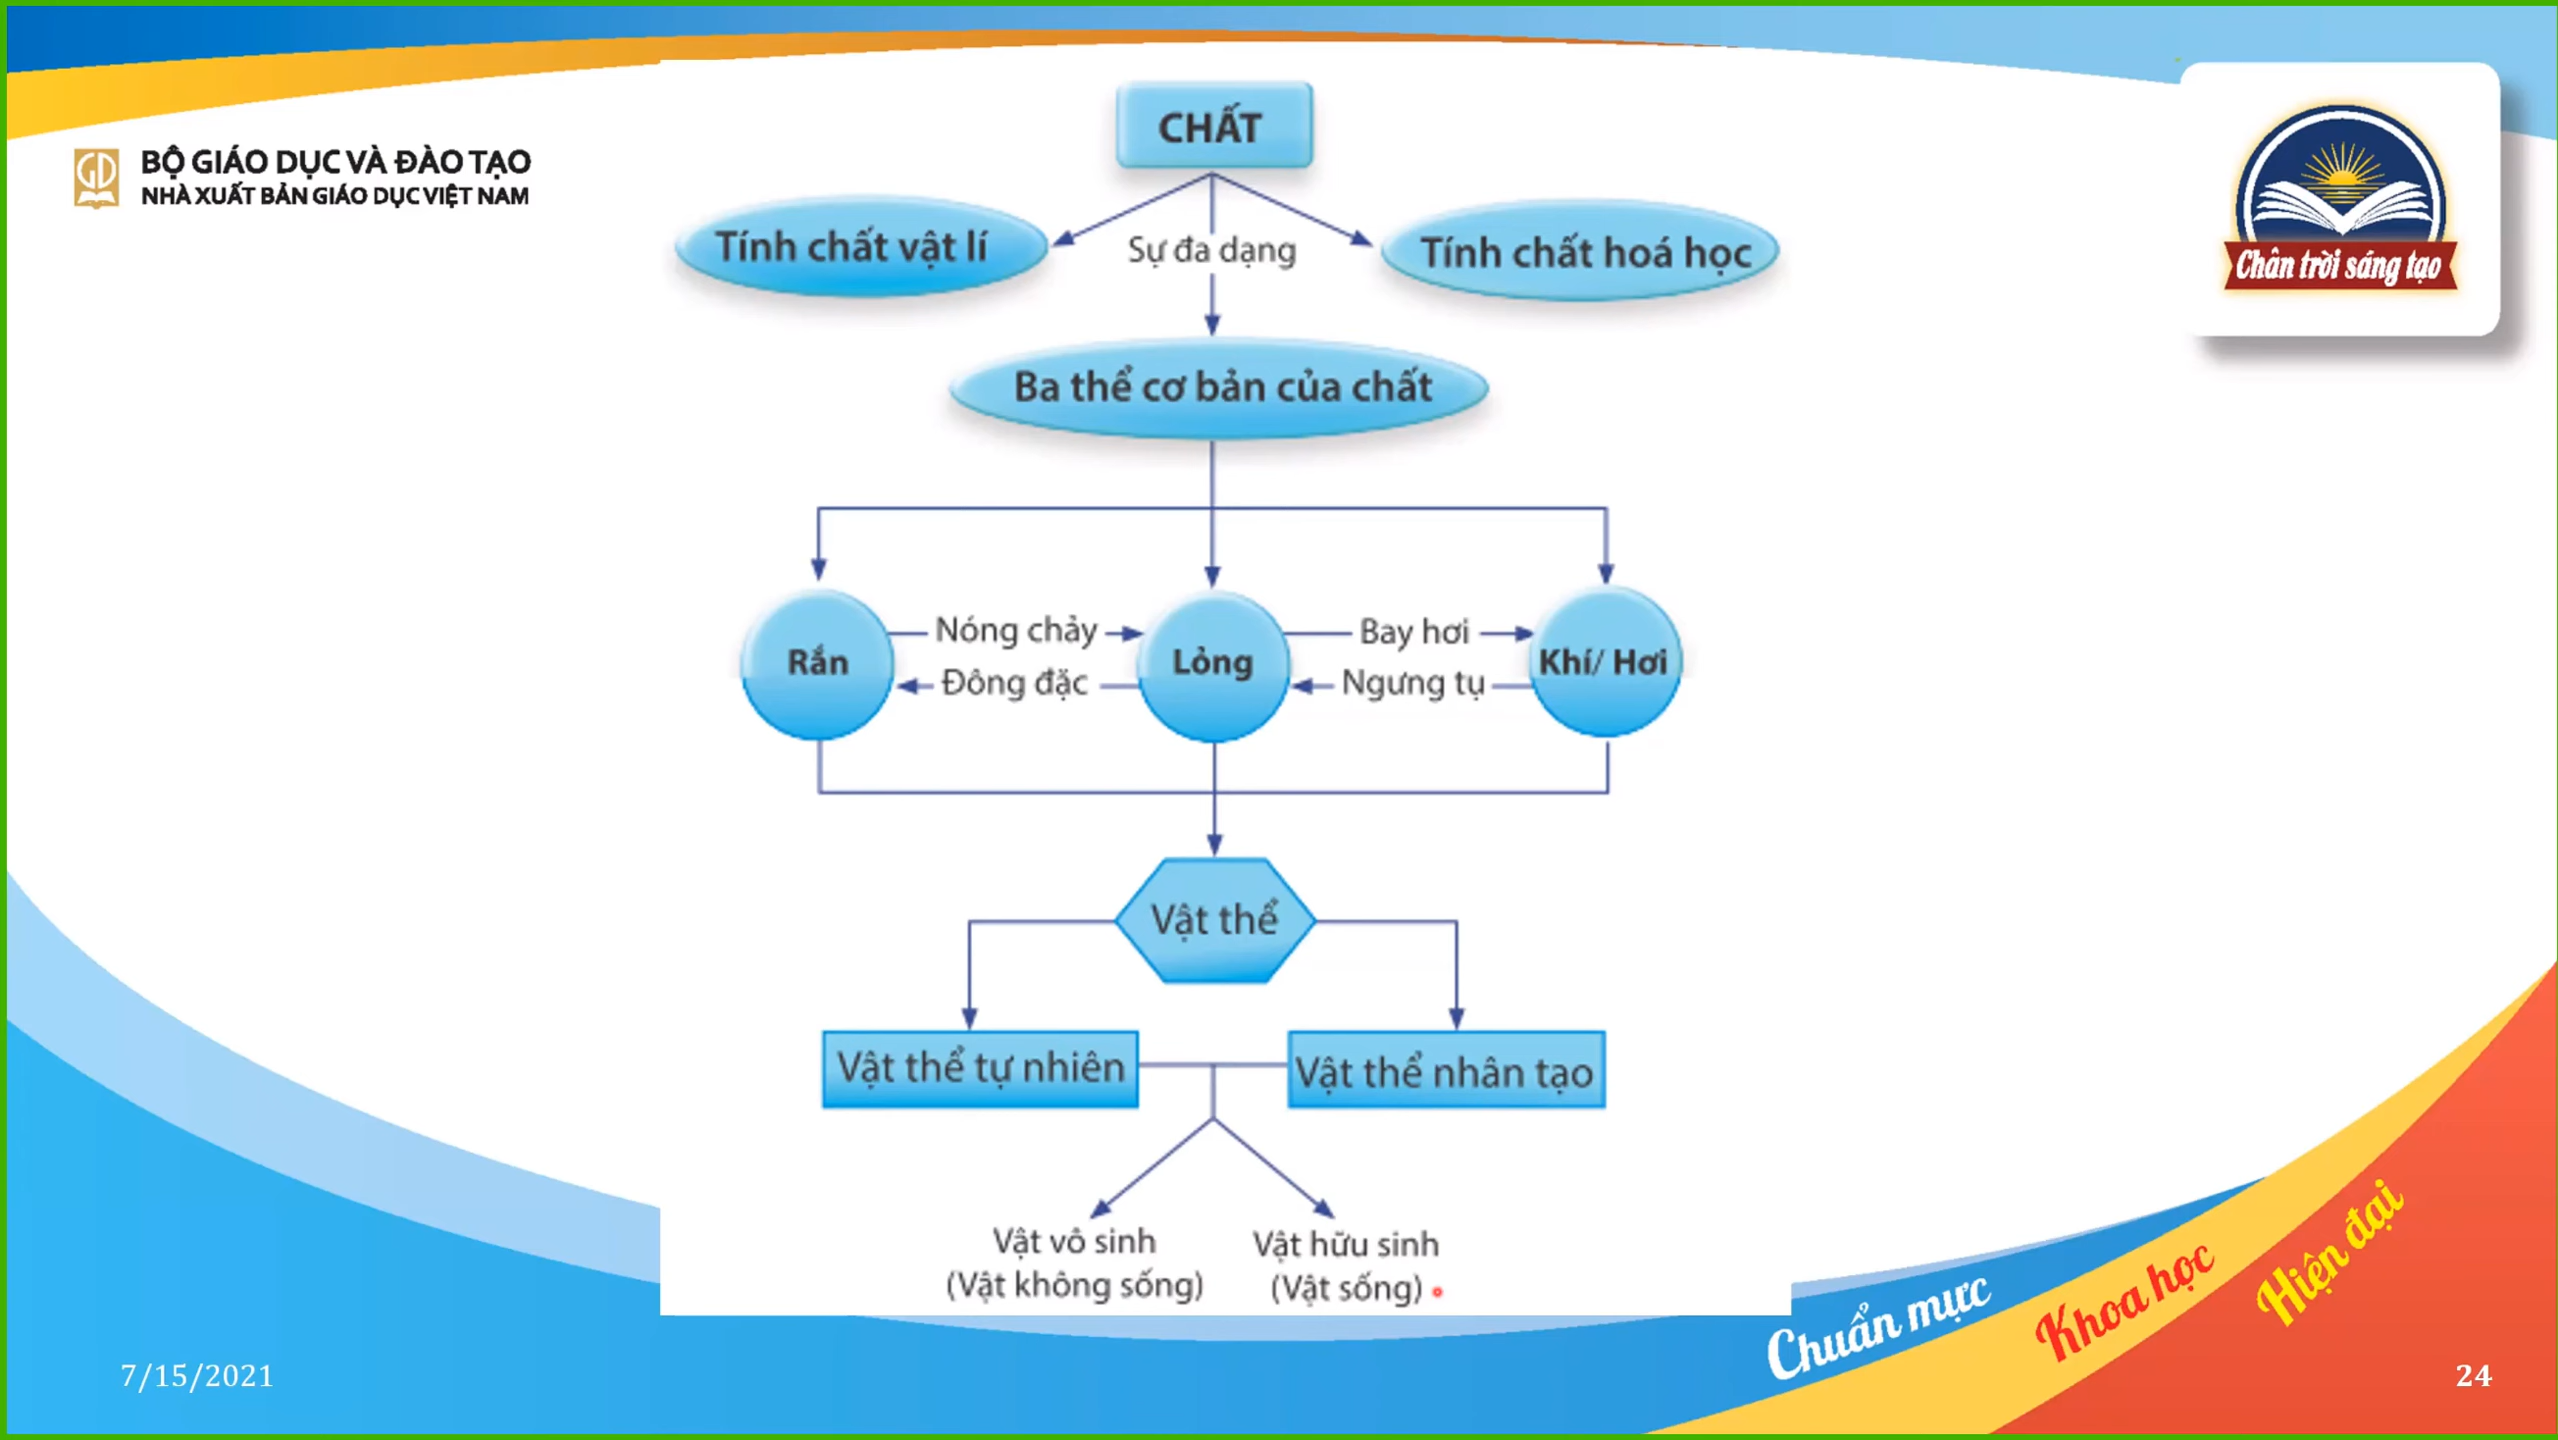 BỘ GIÁO DỤC VÀ ĐÀO TẠO
NHÀ XUẤT BẢN GIÁO DỤC VIỆT NAM
GD
Chân trời sáng tạo
CHẤT
Tính chất vật lí
Sự đa dạng
Tính chất hoá học
Ba thể cơ bản của chất
Rắn
Nóng chảy
Đông đặc
Lỏng
Bay hơi
Ngưng tụ
Khí/ Hơi
Vật thể
Vật thể tự nhiên
Vật thể nhân tạo
Vật vô sinh
(Vật không sống)
Vật hữu sinh
(Vật sống)
Chuẩn mực
Khoa học
Hiện đại
7/15/2021
24